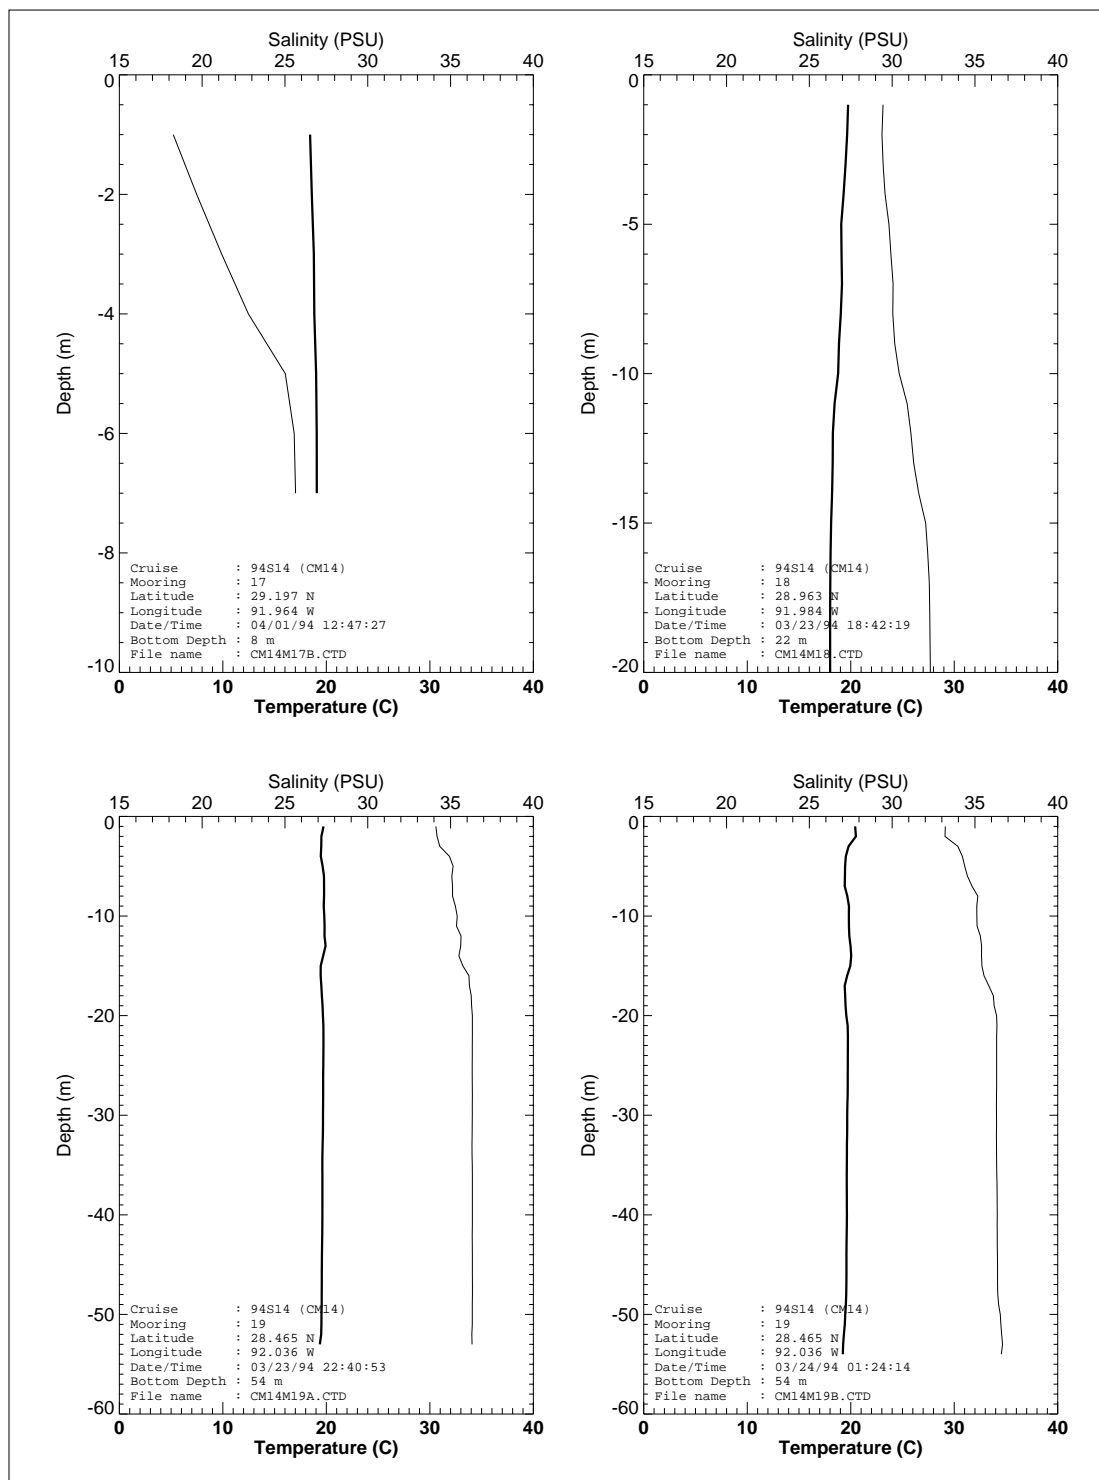 Salinity (PSU)
15 20 25 30 35 40
0
-2
-4
-6
-8
-10
Depth (m)
Cruise : 94S14 (CM14)
Mooring : 17
Latitude : 29.197 N
Longitude : 91.964 W
Date/Time : 04/01/94 12:47:27
Bottom Depth : 8 m
File name : CM14M17B.CTD
0 10 20 30 40
Temperature (C)
Salinity (PSU)
15 20 25 30 35 40
0
-5
-10
-15
-20
Depth (m)
Cruise : 94S14 (CM14)
Mooring : 18
Latitude : 28.963 N
Longitude : 91.984 W
Date/Time : 03/23/94 18:42:19
Bottom Depth : 22 m
File name : CM14M18.CTD
0 10 20 30 40
Temperature (C)
Salinity (PSU)
15 20 25 30 35 40
0
-10
-20
-30
-40
-50
-60
Depth (m)
Cruise : 94S14 (CM14)
Mooring : 19
Latitude : 28.465 N
Longitude : 92.036 W
Date/Time : 03/23/94 22:40:53
Bottom Depth : 54 m
File name : CM14M19A.CTD
0 10 20 30 40
Temperature (C)
Salinity (PSU)
15 20 25 30 35 40
0
-10
-20
-30
-40
-50
-60
Depth (m)
Cruise : 94S14 (CM14)
Mooring : 19
Latitude : 28.465 N
Longitude : 92.036 W
Date/Time : 03/24/94 01:24:14
Bottom Depth : 54 m
File name : CM14M19B.CTD
0 10 20 30 40
Temperature (C)